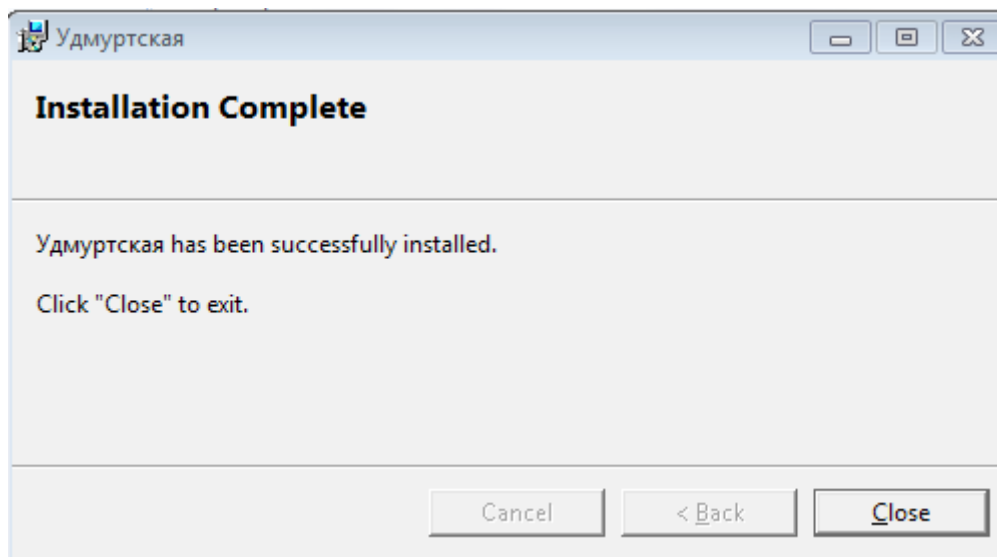 Удмуртская
Installation Complete
Удмуртская has been successfully installed.
Click "Close" to exit.
Cancel
< Back
Close